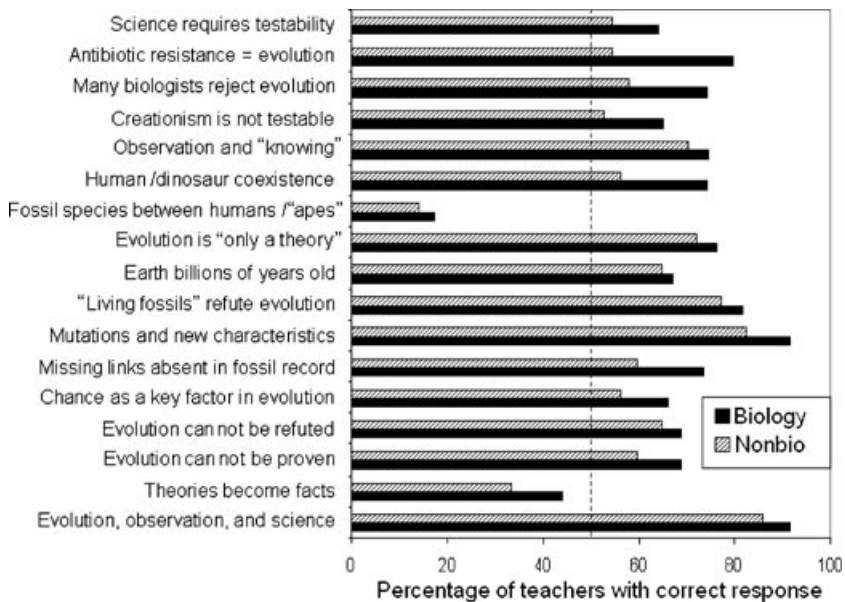 Science requires testability
Antibiotic resistance = evolution
Many biologists reject evolution
Creationism is not testable
Observation and “knowing”
Human /dinosaur coexistence
Fossil species between humans /“apes”
Evolution is “only a theory”
Earth billions of years old
“Living fossils” refute evolution
Mutations and new characteristics
Missing links absent in fossil record
Chance as a key factor in evolution
Evolution can not be refuted
Evolution can not be proven
Theories become facts
Evolution, observation, and science
Biology
Nonbio
0 20 40 60 80 100
Percentage of teachers with correct response